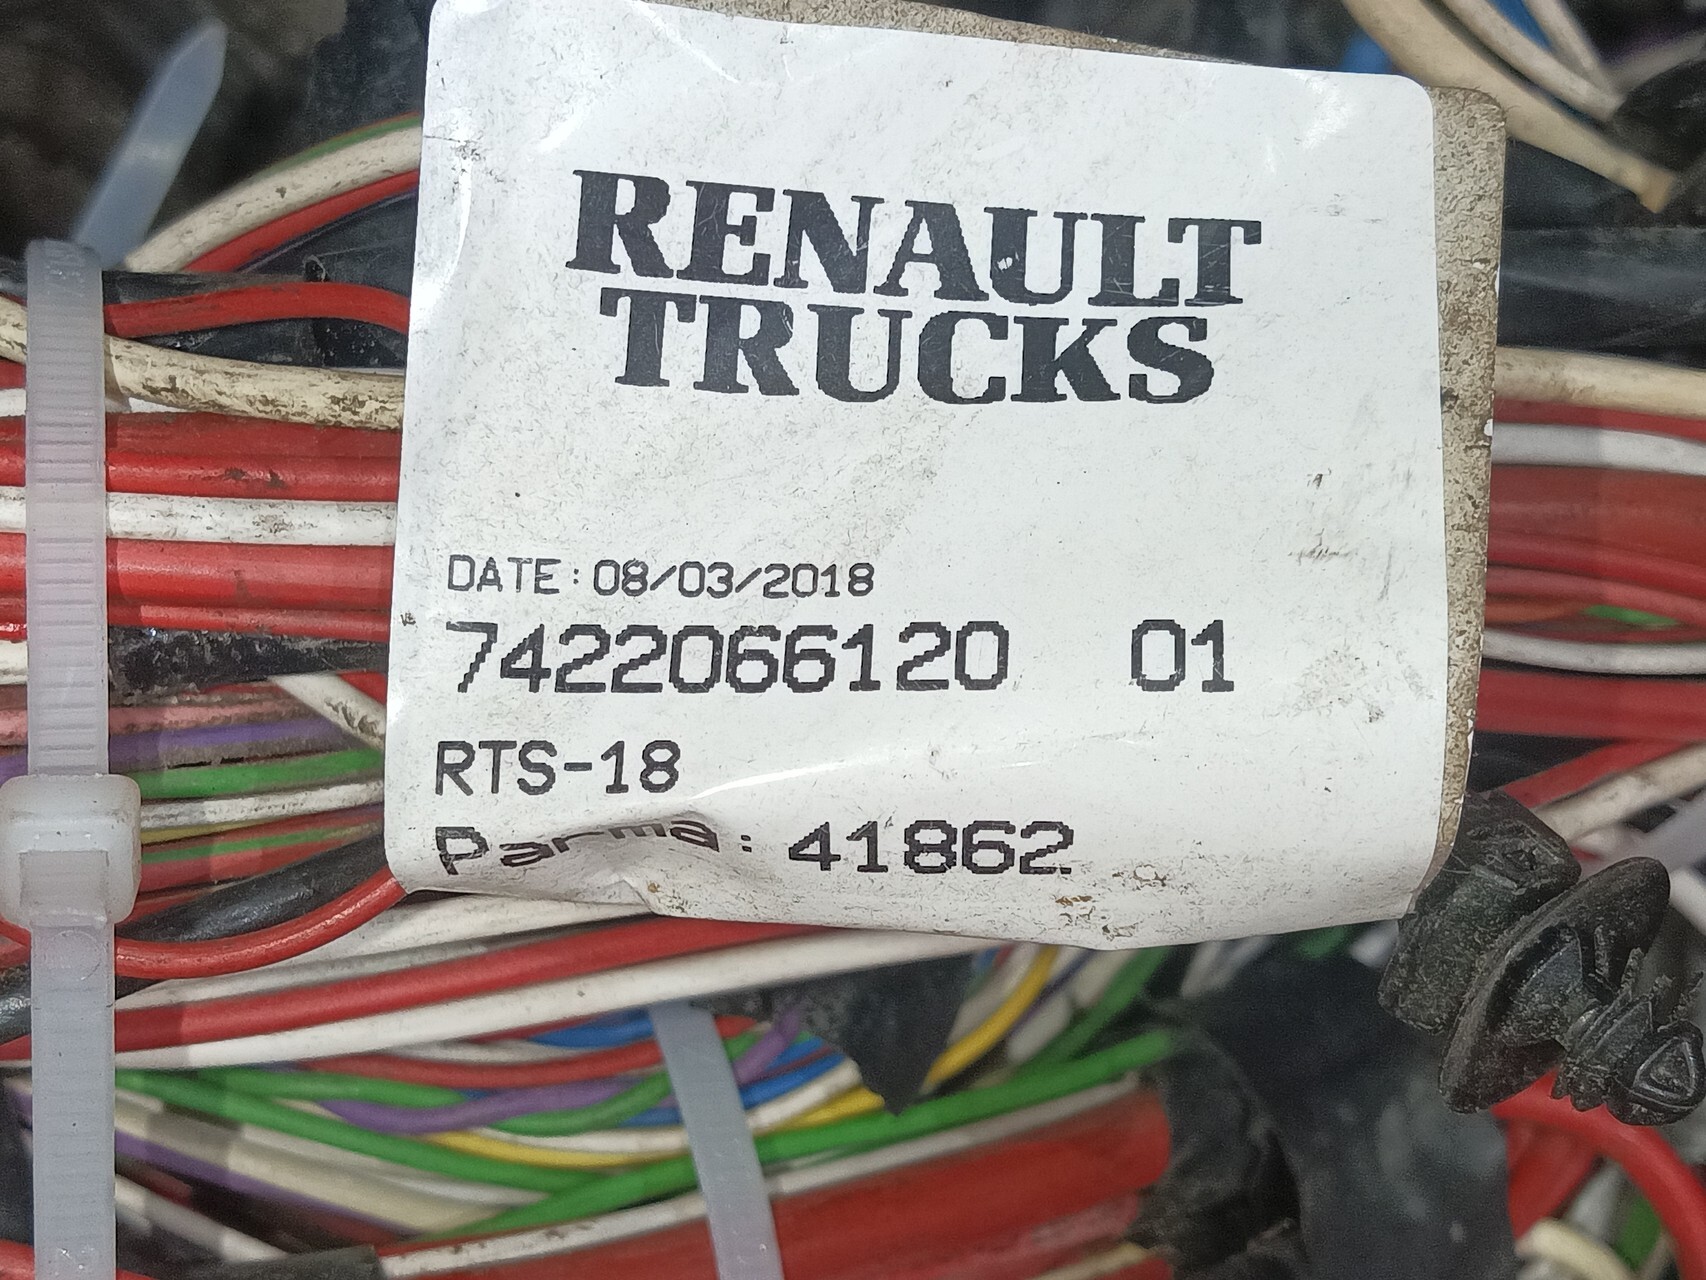 RENAULT
TRUCKS
DATE: 08/03/2018
7422066120 01
RTS-18
Parma: 41862